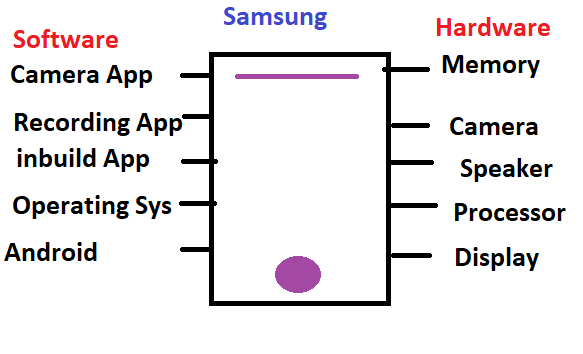 Samsung
Software
Camera App
Recording App
inbuild App
Operating Sys
Android
Hardware
Memory
Camera
Speaker
Processor
Display